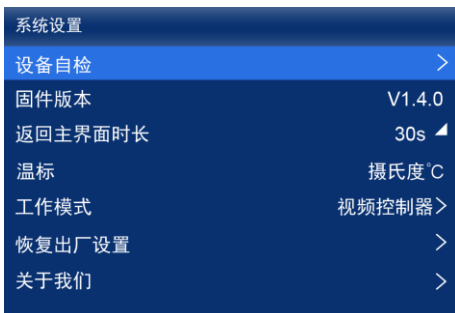 系统设置
设备自检 >
固件版本 V1.4.0
返回主界面时长 30s
温标 摄氏度°C
工作模式 视频控制器>
恢复出厂设置 >
关于我们 >